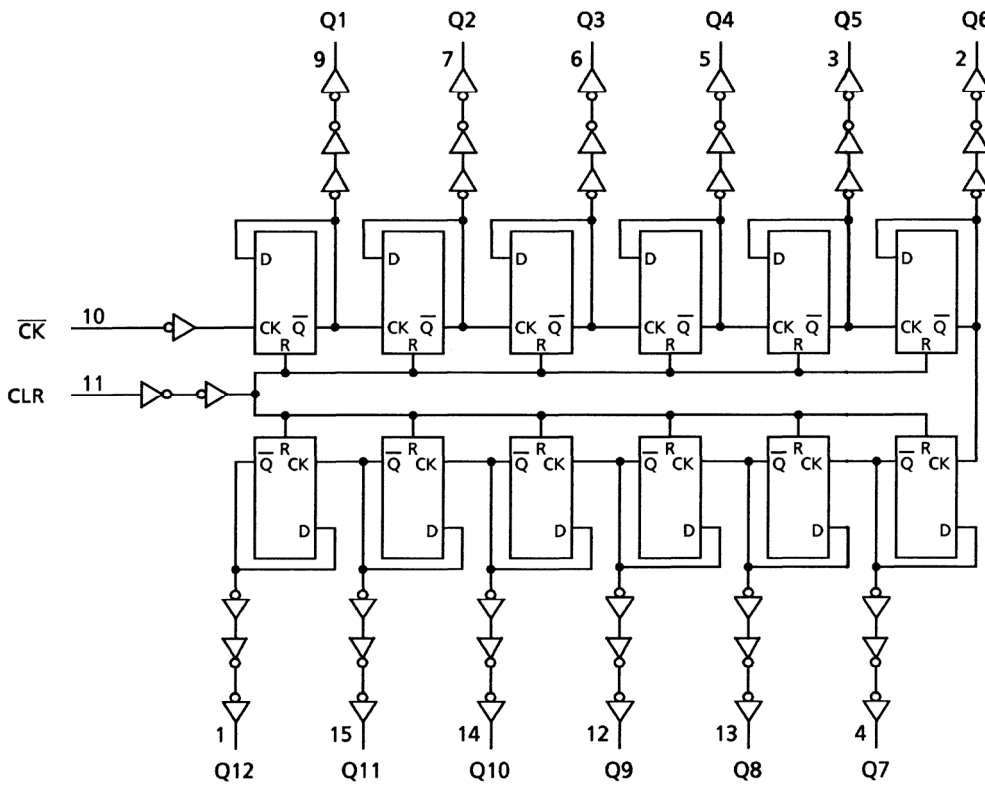 Q1 Q2 Q3 Q4 Q5 Q6
9 7 6 5 3 2
D D D D D D
C̅K̅ 10 CK Q̅ CK Q̅ CK Q̅ CK Q̅ CK Q̅ CK Q̅
R R R R R R
CLR 11
R R R R R R
Q̅ CK Q̅ CK Q̅ CK Q̅ CK Q̅ CK Q̅ CK
D D D D D D
1 15 14 12 13 4
Q12 Q11 Q10 Q9 Q8 Q7